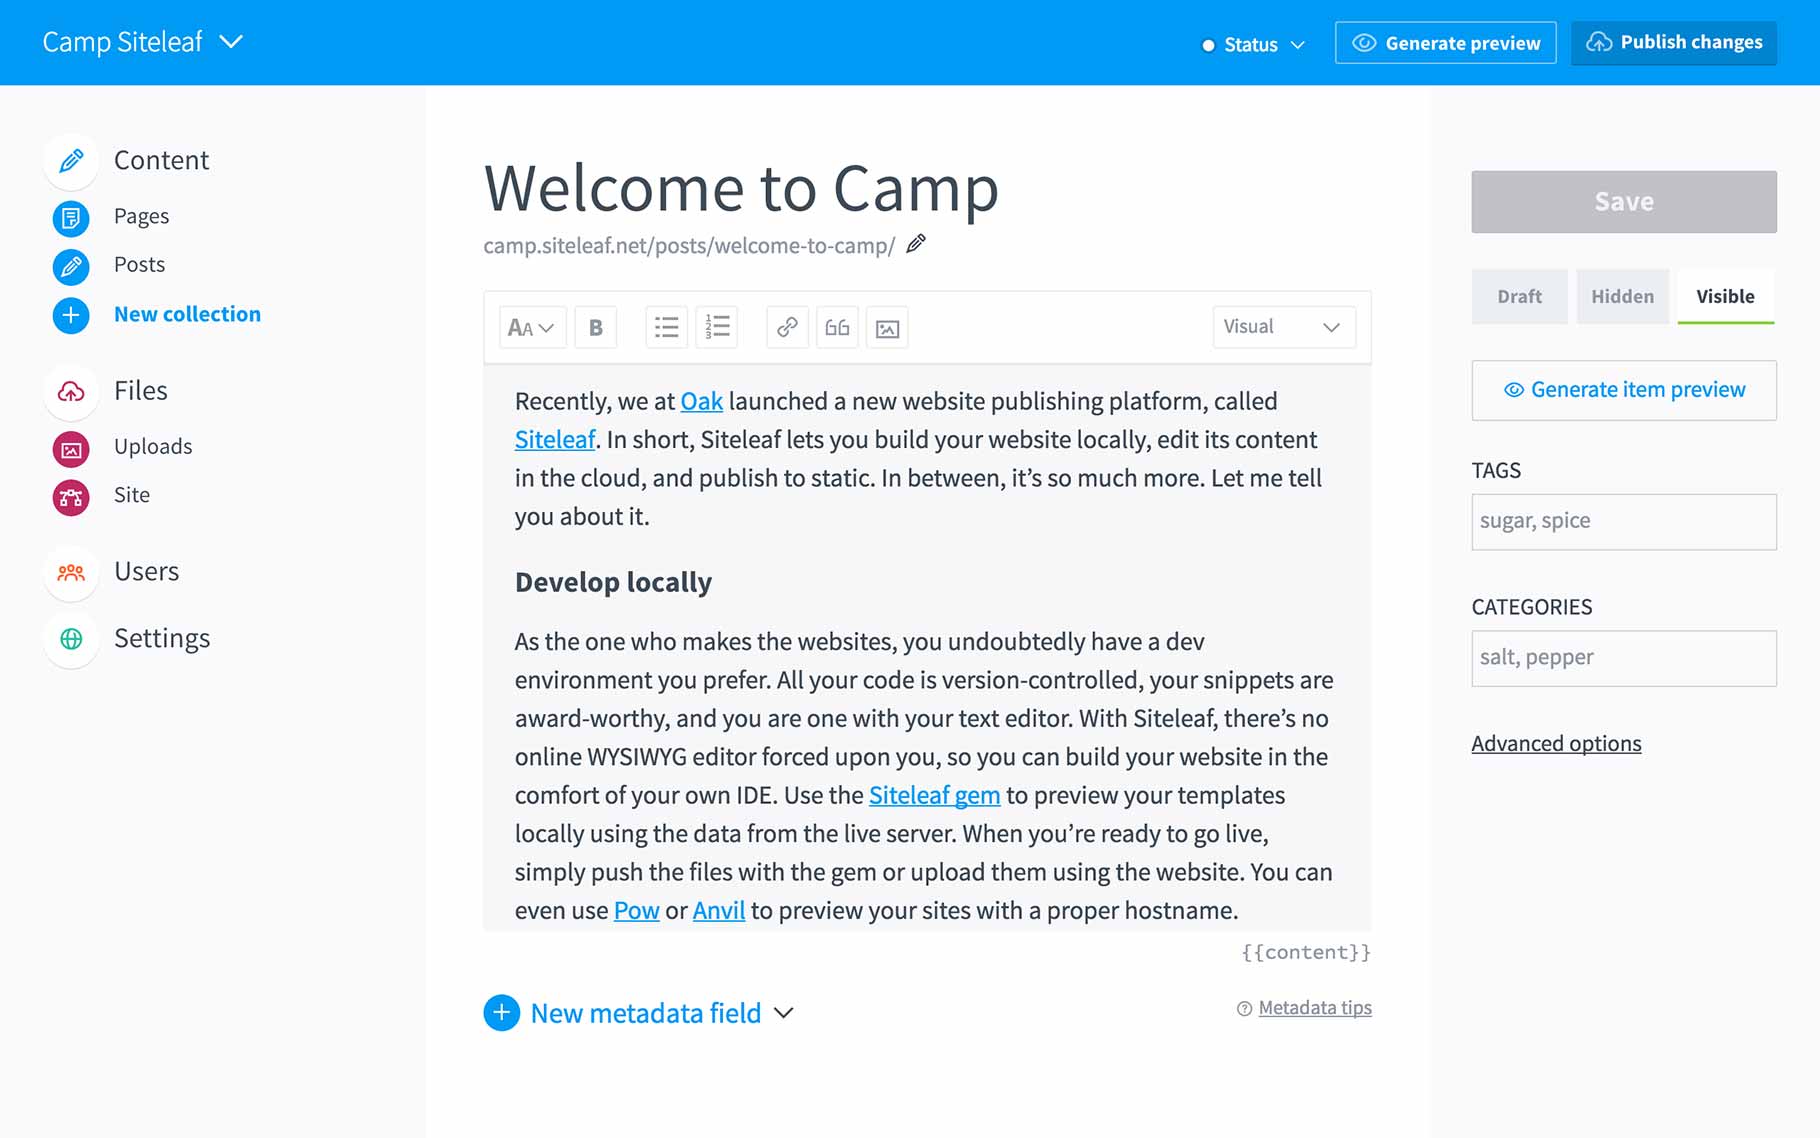 Camp Siteleaf
Status
Generate preview
Publish changes
Content
Pages
Posts
New collection
Files
Uploads
Site
Users
Settings
Welcome to Camp
camp.siteleaf.net/posts/welcome-to-camp/
AA
B
1
2
3
Visual
Recently, we at Oak launched a new website publishing platform, called
Siteleaf. In short, Siteleaf lets you build your website locally, edit its content
in the cloud, and publish to static. In between, it’s so much more. Let me tell
you about it.
Develop locally
As the one who makes the websites, you undoubtedly have a dev
environment you prefer. All your code is version-controlled, your snippets are
award-worthy, and you are one with your text editor. With Siteleaf, there’s no
online WYSIWYG editor forced upon you, so you can build your website in the
comfort of your own IDE. Use the Siteleaf gem to preview your templates
locally using the data from the live server. When you’re ready to go live,
simply push the files with the gem or upload them using the website. You can
even use Pow or Anvil to preview your sites with a proper hostname.
{{content}}
New metadata field
Metadata tips
Save
Draft
Hidden
Visible
Generate item preview
TAGS
sugar, spice
CATEGORIES
salt, pepper
Advanced options